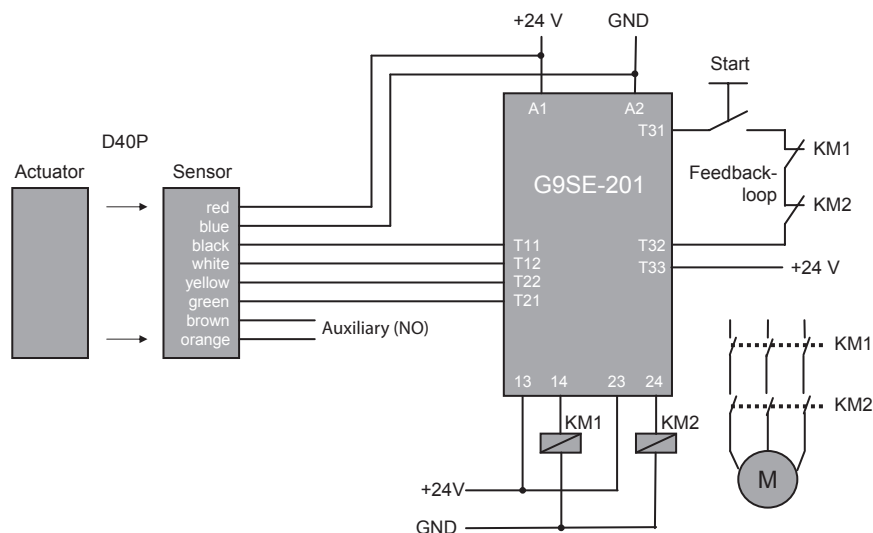 +24 V
GND
Start
A1
A2
T31
D40P
KM1
Actuator
Sensor
G9SE-201
Feedback-
loop
KM2
red
blue
black
T11
T32
white
T12
T33
+24 V
yellow
T22
green
T21
brown
Auxiliary (NO)
orange
KM1
13
14
23
24
KM2
KM1
KM2
M
+24V
GND